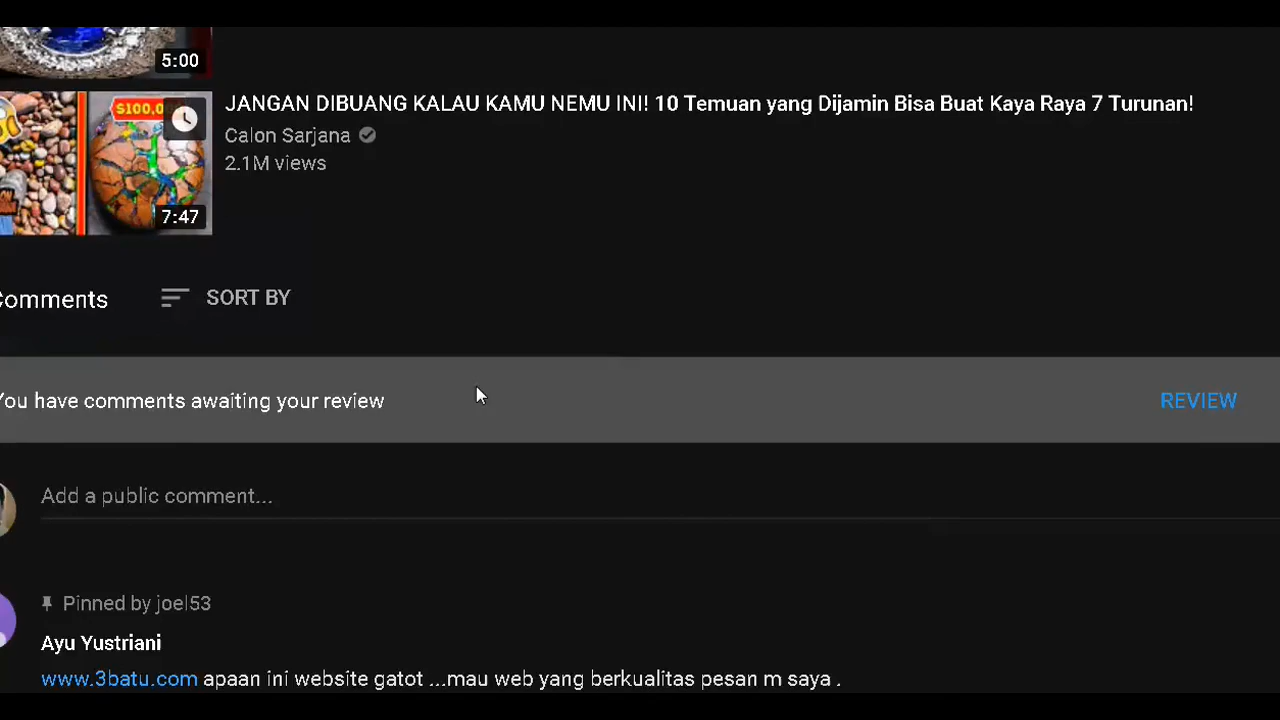 5:00
$100,0
JANGAN DIBUANG KALAU KAMU NEMU INI! 10 Temuan yang Dijamin Bisa Buat Kaya Raya 7 Turunan!
Calon Sarjana
2.1M views
7:47
Comments
SORT BY
You have comments awaiting your review
REVIEW
Add a public comment...
Pinned by joel53
Ayu Yustriani
www.3batu.com apaan ini website gatot ...mau web yang berkualitas pesan m saya .